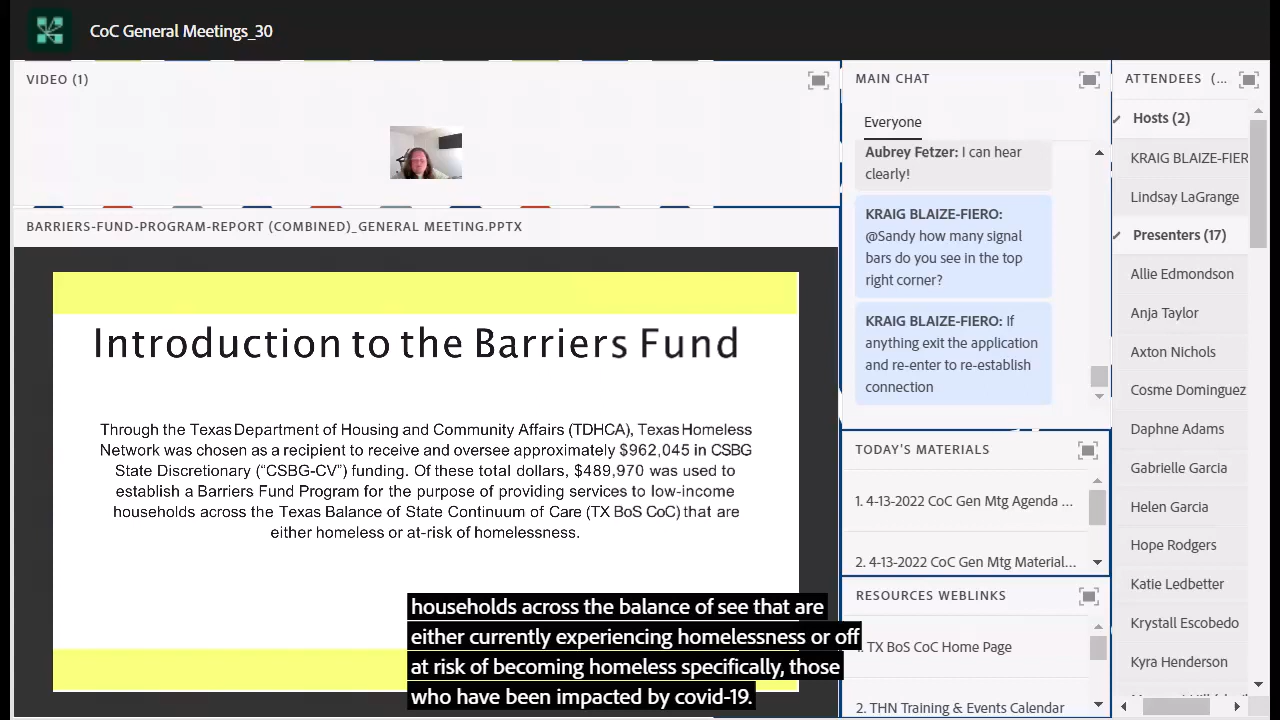 CoC General Meetings_30
VIDEO (1)
BARRIERS-FUND-PROGRAM-REPORT (COMBINED)_GENERAL MEETING.PPTX
Introduction to the Barriers Fund
Through the Texas Department of Housing and Community Affairs (TDHCA), Texas Homeless
Network was chosen as a recipient to receive and oversee approximately $962,045 in CSBG
State Discretionary (“CSBG-CV”) funding. Of these total dollars, $489,970 was used to
establish a Barriers Fund Program for the purpose of providing services to low-income
households across the Texas Balance of State Continuum of Care (TX BoS CoC) that are
either homeless or at-risk of homelessness.
households across the balance of see that are
either currently experiencing homelessness or off
at risk of becoming homeless specifically, those
who have been impacted by covid-19.
MAIN CHAT
Everyone
Aubrey Fetzer: I can hear
clearly!
KRAIG BLAIZE-FIERO:
@Sandy how many signal
bars do you see in the top
right corner?
KRAIG BLAIZE-FIERO: If
anything exit the application
and re-enter to re-establish
connection
TODAY'S MATERIALS
1. 4-13-2022 CoC Gen Mtg Agenda ...
2. 4-13-2022 CoC Gen Mtg Material...
RESOURCES WEBLINKS
TX BoS CoC Home Page
2. THN Training & Events Calendar
ATTENDEES (...
Hosts (2)
KRAIG BLAIZE-FIER
Lindsay LaGrange
Presenters (17)
Allie Edmondson
Anja Taylor
Axton Nichols
Cosme Dominguez
Daphne Adams
Gabrielle Garcia
Helen Garcia
Hope Rodgers
Katie Ledbetter
Krystall Escobedo
Kyra Henderson